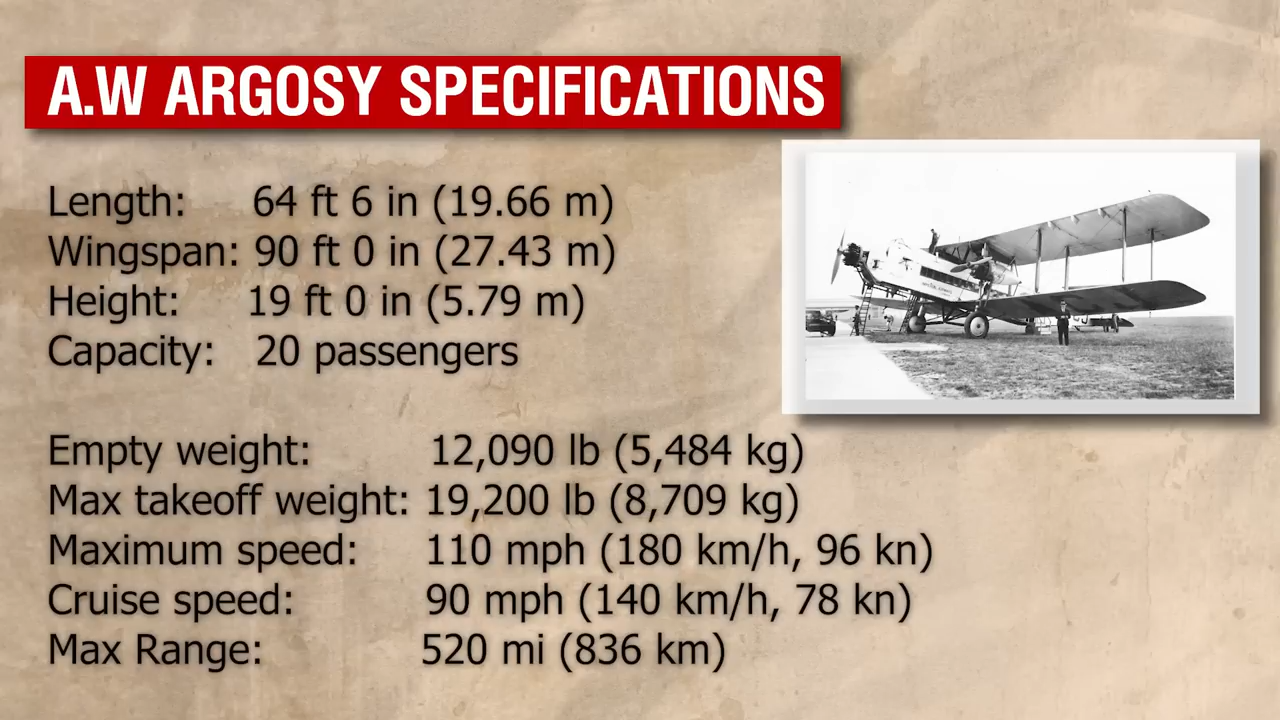 A.W ARGOSY SPECIFICATIONS
Length: 64 ft 6 in (19.66 m)
Wingspan: 90 ft 0 in (27.43 m)
Height: 19 ft 0 in (5.79 m)
Capacity: 20 passengers
Empty weight: 12,090 lb (5,484 kg)
Max takeoff weight: 19,200 lb (8,709 kg)
Maximum speed: 110 mph (180 km/h, 96 kn)
Cruise speed: 90 mph (140 km/h, 78 kn)
Max Range: 520 mi (836 km)